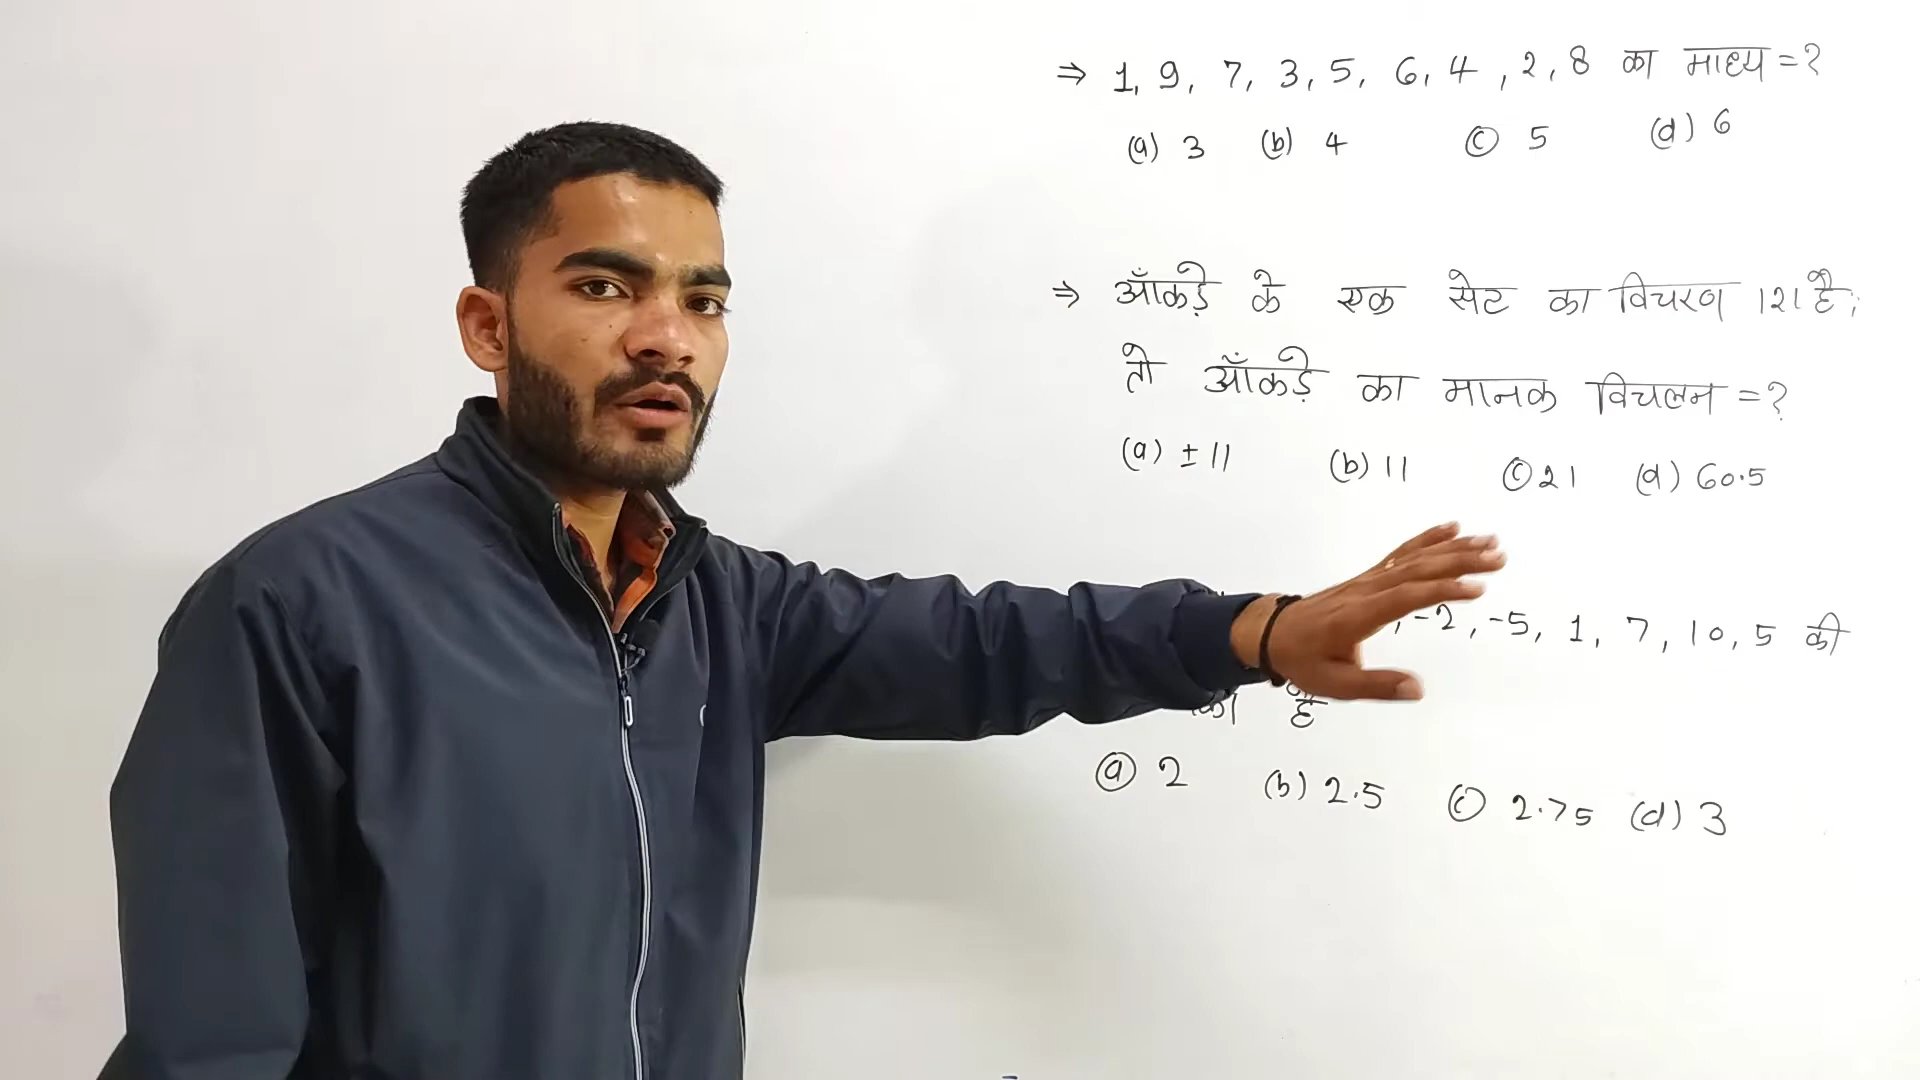 ⇒ 1, 9, 7, 3, 5, 6, 4, 2, 8 का माध्य = ?
(a) 3 (b) 4 (c) 5 (d) 6
⇒ आँकड़े के एक सेट का विचरण 121 है,
तो आँकड़े का मानक विचलन = ?
(a) ±11 (b) 11 (c) 21 (d) 60.5
, -2, -5, 1, 7, 10, 5 की
है
(a) 2 (b) 2.5 (c) 2.75 (d) 3